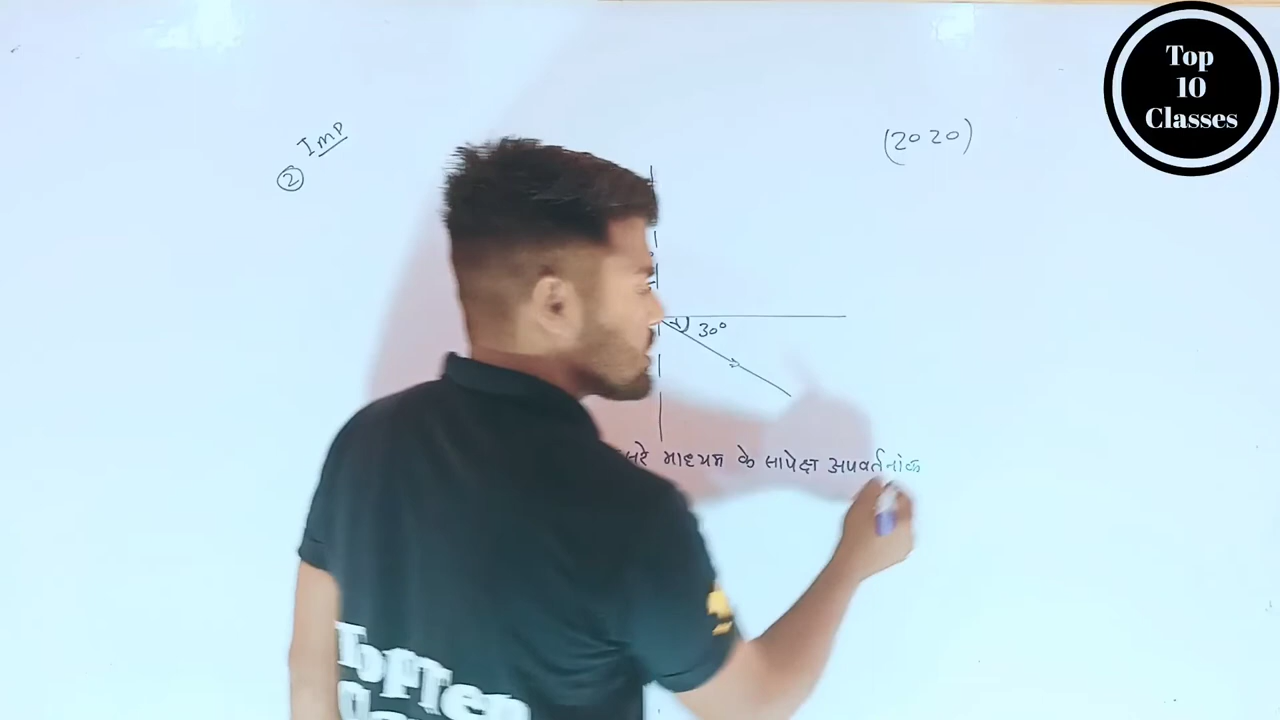 Top
10
Classes
Imp
(2020)
2
30°
माध्यम के सापेक्ष अपवर्तनांक
TopTen